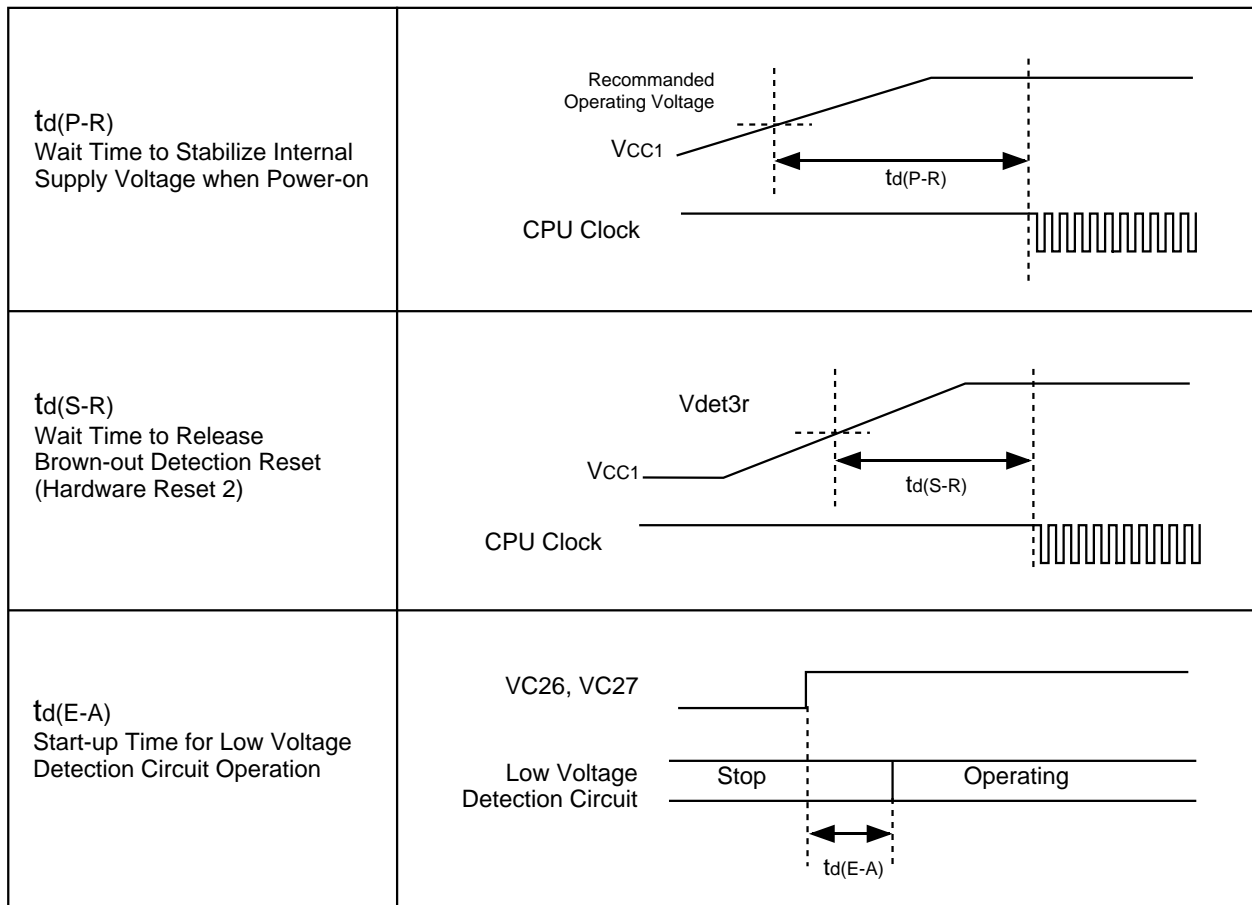 td(P-R)
Wait Time to Stabilize Internal
Supply Voltage when Power-on
Recommanded
Operating Voltage
VCC1
td(P-R)
CPU Clock
td(S-R)
Wait Time to Release
Brown-out Detection Reset
(Hardware Reset 2)
Vdet3r
VCC1
td(S-R)
CPU Clock
td(E-A)
Start-up Time for Low Voltage
Detection Circuit Operation
VC26, VC27
Low Voltage
Detection Circuit
Stop
Operating
td(E-A)